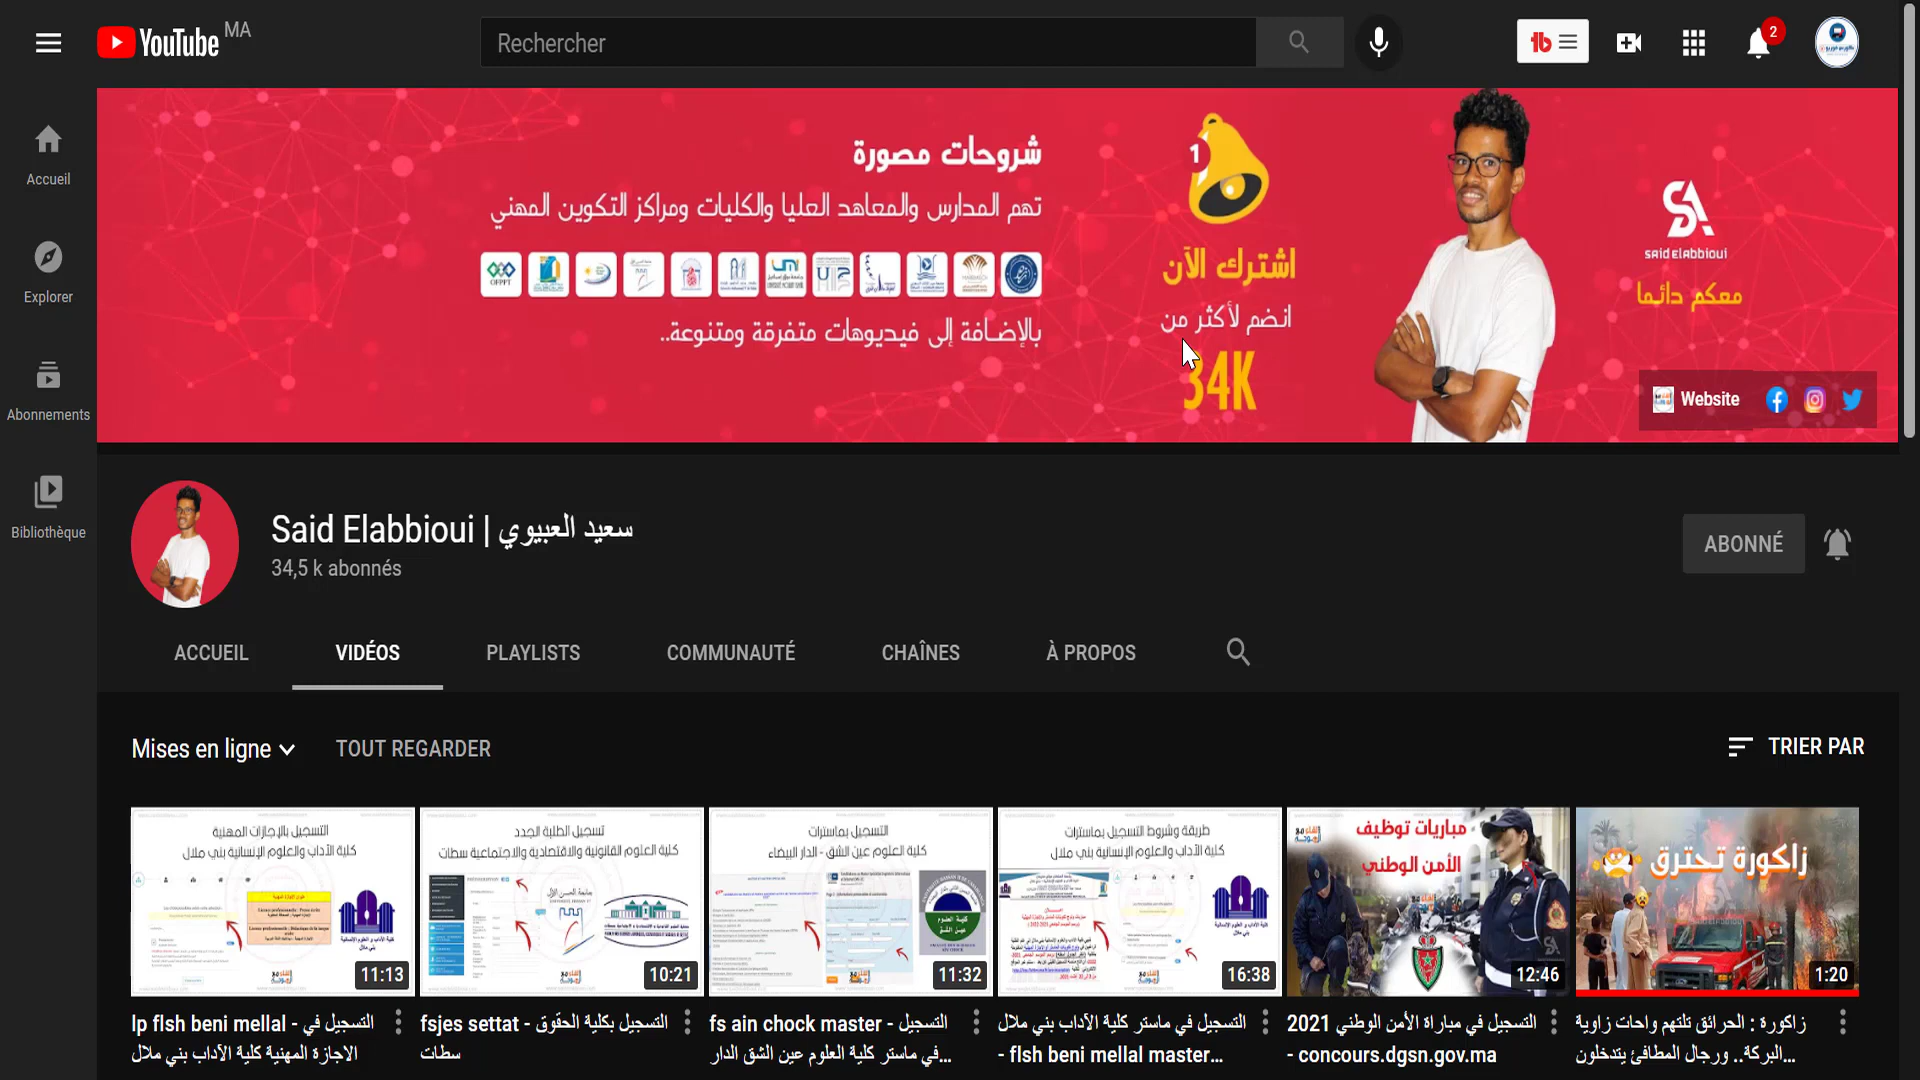 YouTube MA
Rechercher
2
Accueil
Explorer
Abonnements
Bibliothèque
شروحات مصورة
تهم المدارس والمعاهد العليا والكليات ومراكز التكوين المهني
OFPPT
بالإضافة إلى فيديوهات متفرقة ومتنوعة..
1
اشترك الآن
انضم لأكثر من
34K
SA
saidelabbioui
معكم دائما
Website
Said Elabbioui | سعيد العبيوي
34,5 k abonnés
ABONNÉ
ACCUEIL
VIDÉOS
PLAYLISTS
COMMUNAUTÉ
CHAÎNES
À PROPOS
Mises en ligne
TOUT REGARDER
TRIER PAR
التسجيل بالإجازات المهنية
كلية الآداب والعلوم الإنسانية بني ملال
11:13
lp flsh beni mellal - التسجيل في
الاجازة المهنية كلية الآداب بني ملال
تسجيل الطلبة الجدد
كلية العلوم القانونية والاقتصادية والاجتماعية سطات
10:21
fsjes settat - التسجيل بكلية الحقوق
سطات
التسجيل بماسترات
كلية العلوم عين الشق - الدار البيضاء
11:32
fs ain chock master - التسجيل
في ماستر كلية العلوم عين الشق الدار...
طريقة وشروط التسجيل بماسترات
كلية الآداب والعلوم الإنسانية بني ملال
16:38
التسجيل في ماستر كلية الآداب بني ملال
- flsh beni mellal master...
مباريات توظيف
الأمن الوطني
12:46
التسجيل في مباراة الأمن الوطني 2021
- concours.dgsn.gov.ma
زاكورة تحترق
1:20
زاكورة : الحرائق تلتهم واحات زاوية
البركة.. ورجال المطافئ يتدخلون...